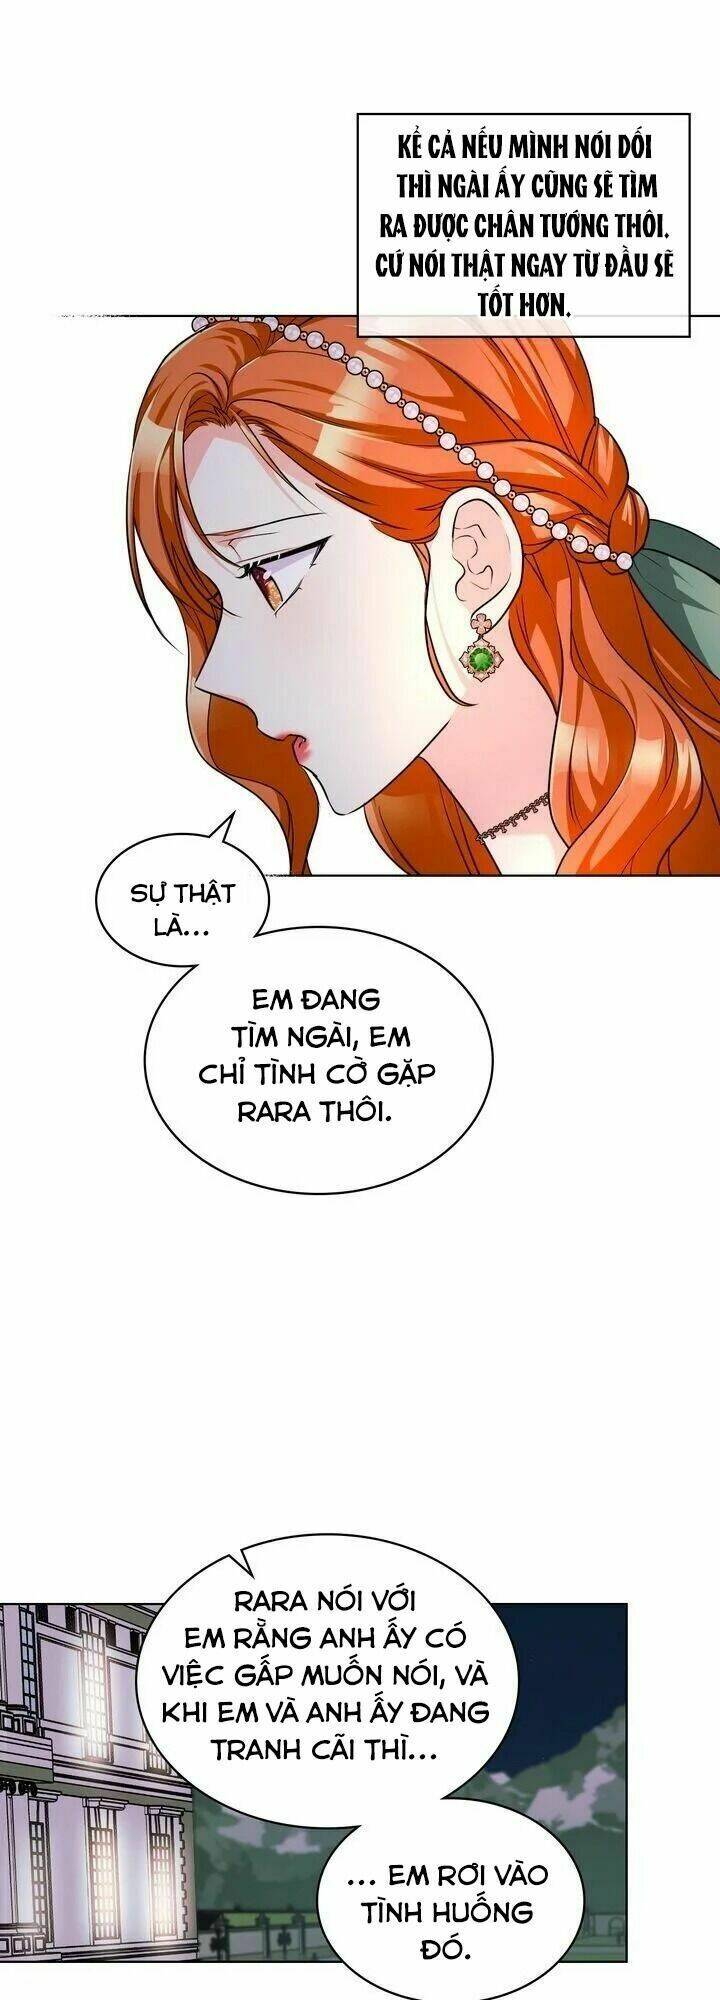 KỂ CẢ NẾU MÌNH NÓI DỐI
THÌ NGÀI ẤY CŨNG SẼ TÌM
RA ĐƯỢC CHÂN TƯỚNG THÔI.
CỨ NÓI THẬT NGAY TỪ ĐẦU SẼ
TỐT HƠN.
SỰ THẬT
LÀ...
EM ĐANG
TÌM NGÀI, EM
CHỈ TÌNH CỜ GẶP
RARA THÔI.
RARA NÓI VỚI
EM RẰNG ANH ẤY CÓ
VIỆC GẤP MUỐN NÓI, VÀ
KHI EM VÀ ANH ẤY ĐANG
TRANH CÃI THÌ...
... EM RƠI VÀO
TÌNH HUỐNG
ĐÓ.